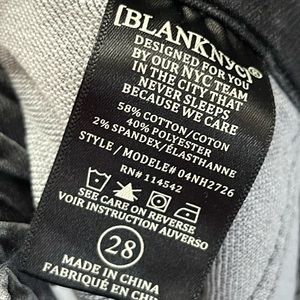 [BLANKNYC]®
DESIGNED FOR YOU
BY OUR NYC TEAM
IN THE CITY THAT
NEVER SLEEPS
BECAUSE WE CARE
58% COTTON/COTON
40% POLYESTER
2% SPANDEX/ÉLASTHANNE
STYLE / MODELE# 04NH2726
RN# 114542
SEE CARE ON REVERSE
VOIR INSTRUCTION AUVERSO
28
MADE IN CHINA
FABRIQUÉ EN CHI